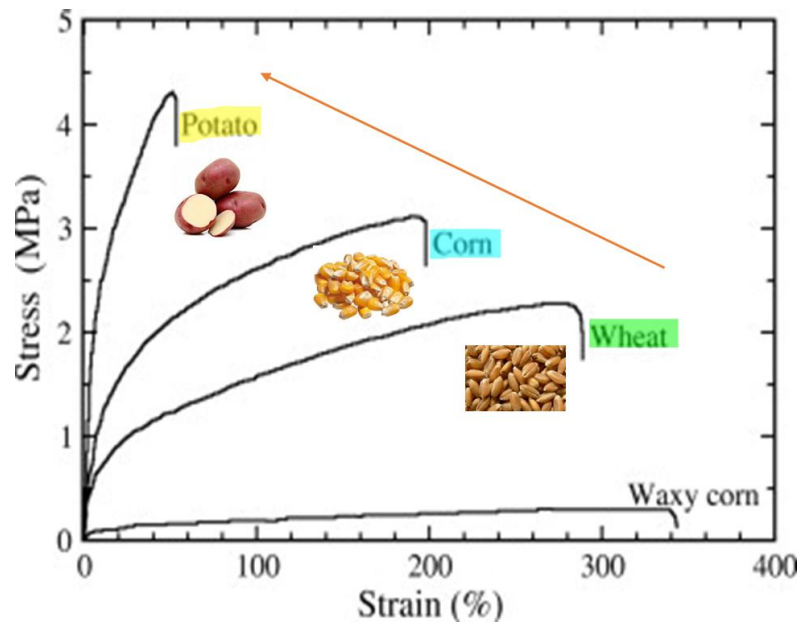 5
4
3
2
1
0
Stress (MPa)
Potato
Corn
Wheat
Waxy corn
0
100
200
300
400
Strain (%)